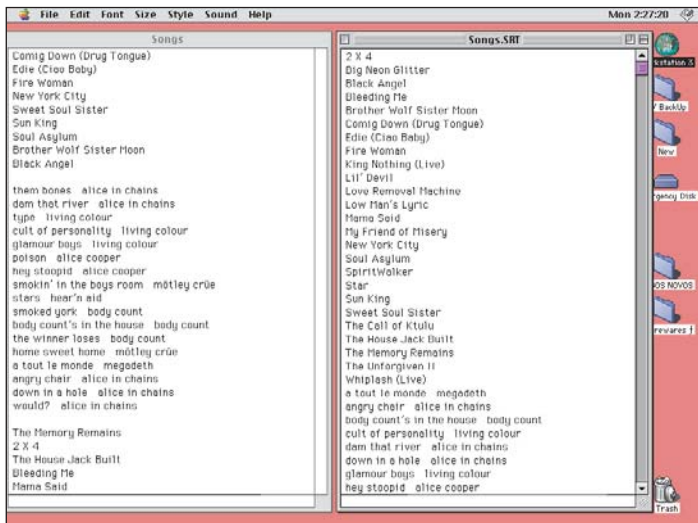 File Edit Font Size Style Sound Help
Mon 2:27:20
Songs
Comig Down (Drug Tongue)
Edie (Ciao Baby)
Fire Woman
New York City
Sweet Soul Sister
Sun King
Soul Asylum
Brother Wolf Sister Moon
Black Angel
them bones alice in chains
dam that river alice in chains
type living colour
cult of personality living colour
glamour boys living colour
poison alice cooper
hey stoopid alice cooper
smokin' in the boys room mötley crüe
stars hear'n aid
smoked york body count
body count's in the house body count
the winner loses body count
home sweet home mötley crüe
a tout le monde megadeth
angry chair alice in chains
down in a hole alice in chains
would? alice in chains
The Memory Remains
2 X 4
The House Jack Built
Bleeding Me
Mama Said
Songs.SRT
2 X 4
Big Neon Glitter
Black Angel
Bleeding Me
Brother Wolf Sister Moon
Comig Down (Drug Tongue)
Edie (Ciao Baby)
Fire Woman
King Nothing (Live)
Lil' Devil
Love Removal Machine
Low Man's Lyric
Mama Said
My Friend of Misery
New York City
Soul Asylum
SpiritWalker
Star
Sun King
Sweet Soul Sister
The Call of Ktulu
The House Jack Built
The Memory Remains
The Unforgiven II
Whiplash (Live)
a tout le monde megadeth
angry chair alice in chains
body count's in the house body count
cult of personality living colour
dam that river alice in chains
down in a hole alice in chains
glamour boys living colour
hey stoopid alice cooper
kstation 3
BackUp
New
rgency Disk
OS NOVOS
rewares f
Trash